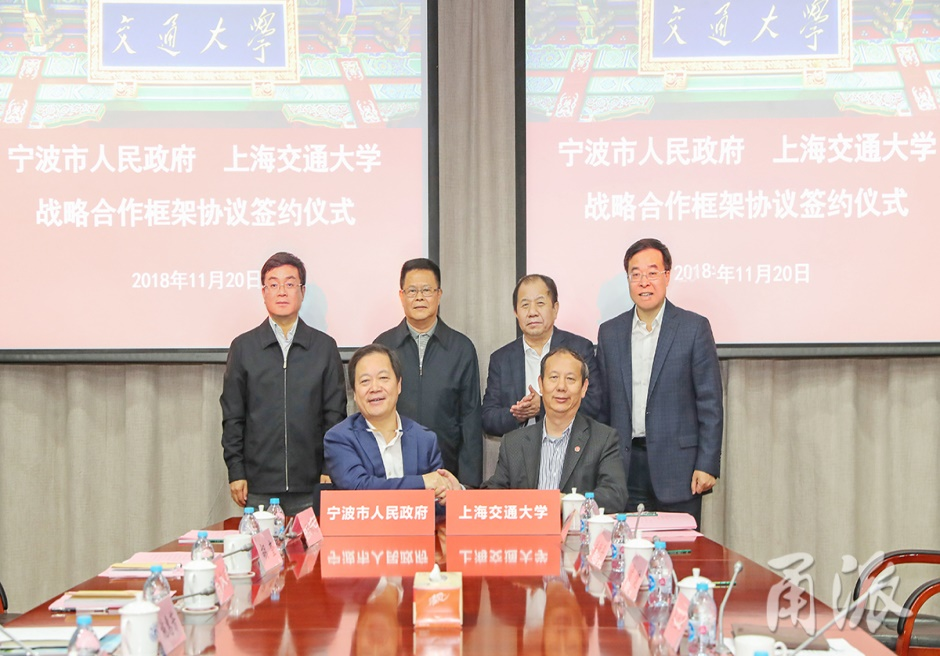 交通大學
宁波市人民政府 上海交通大学
战略合作框架协议签约仪式
2018年11月20日
交通大學
宁波市人民政府 上海交通大学
战略合作框架协议签约仪式
2018年11月20日
宁波市人民政府
上海交通大学
甬派